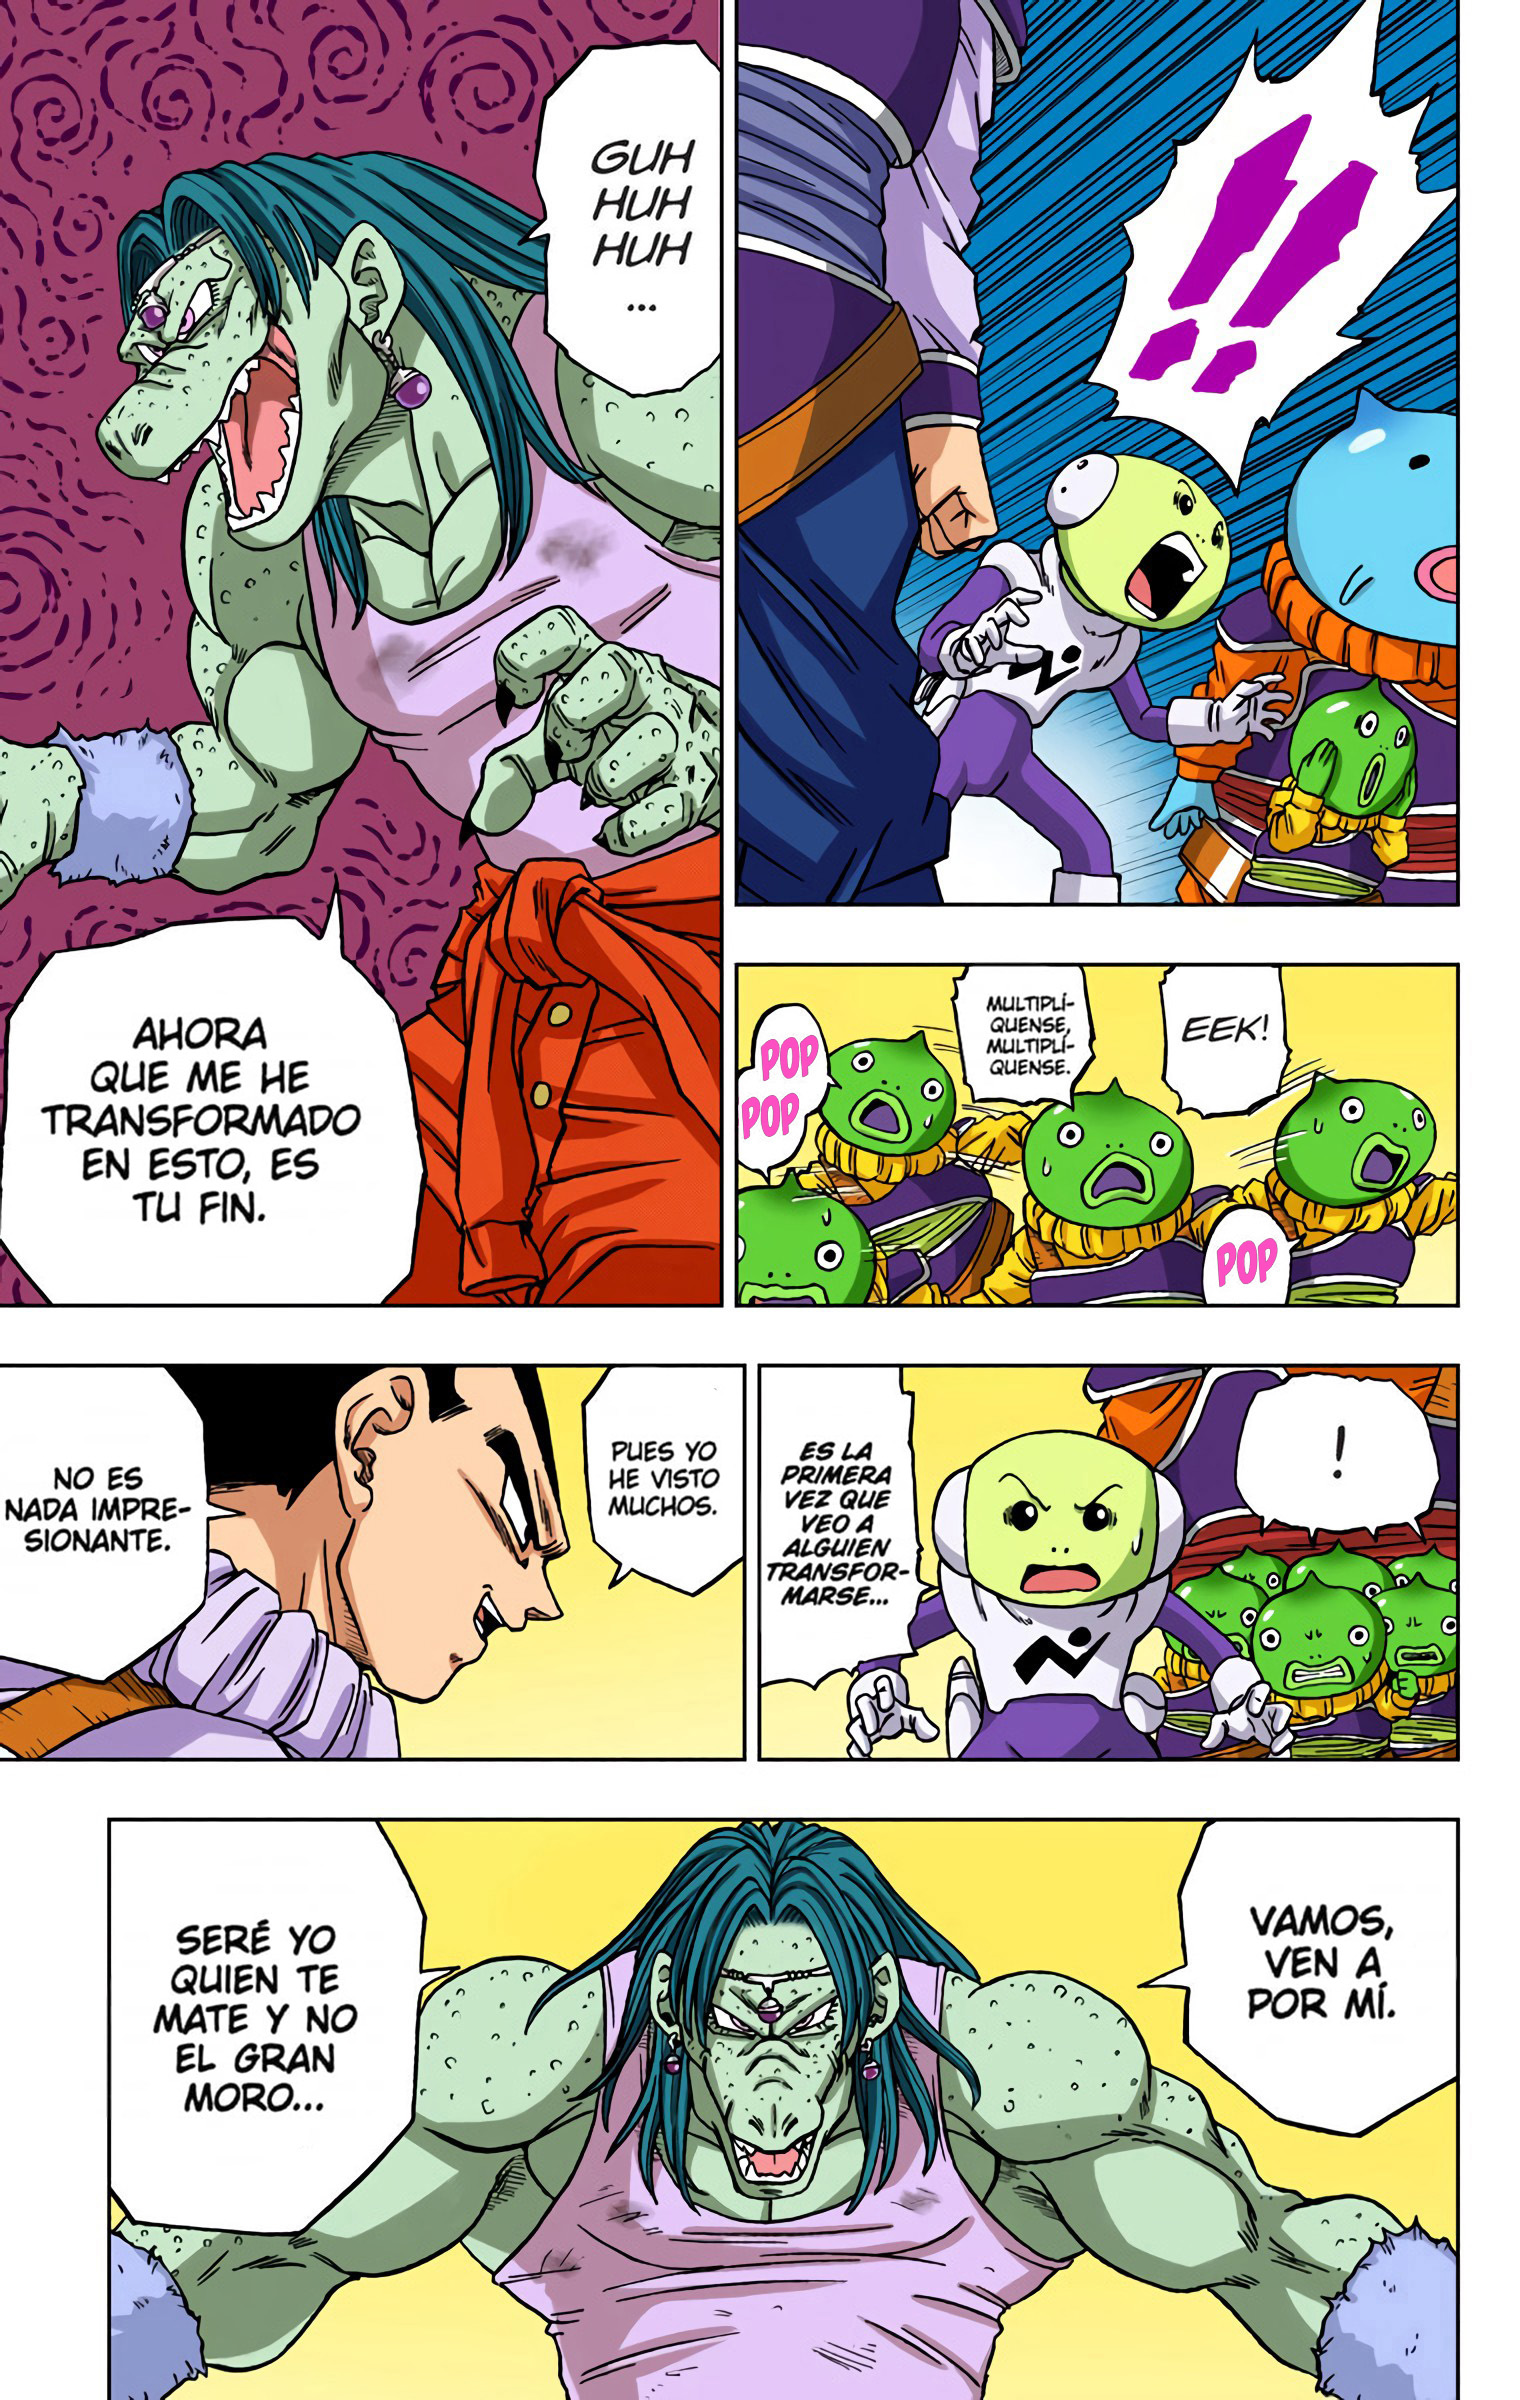 !!
GUH
HUH
HUH
...
AHORA
QUE ME HE
TRANSFORMADO
EN ESTO, ES
TU FIN.
EEK!
MULTIPLÍ-
QUENSE,
MULTIPLÍ-
QUENSE.
POP
POP
POP
!
ES LA
PRIMERA
VEZ QUE
VEO A
ALGUIEN
TRANSFOR-
MARSE...
PUES YO
HE VISTO
MUCHOS.
NO ES
NADA IMPRE-
SIONANTE.
VAMOS,
VEN A
POR MÍ.
SERÉ YO
QUIEN TE
MATE Y NO
EL GRAN
MORO...